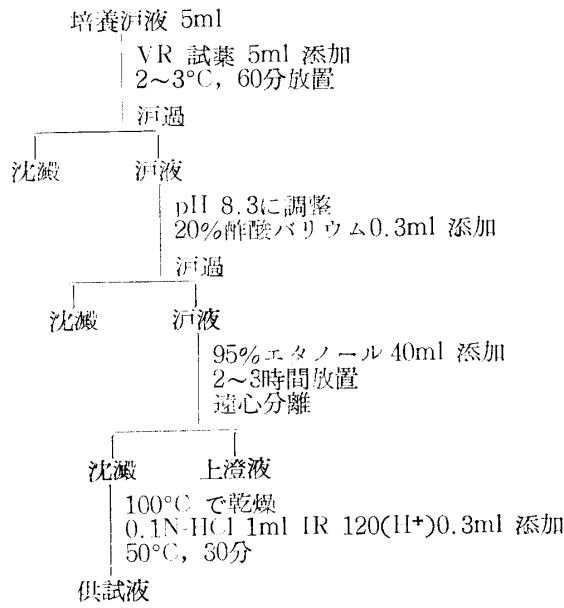 培養沪液 5ml
VR 試薬 5ml 添加
2～3°C, 60分放置
沪過
沈澱 沪液
pH 8.3に調整
20%酢酸バリウム0.3ml 添加
沪過
沈澱 沪液
95%エタノール 40ml 添加
2～3時間放置
遠心分離
沈澱 上澄液
100°C で乾燥
0.1N-HCl 1ml IR 120(H+)0.3ml 添加
50°C, 30分
供試液